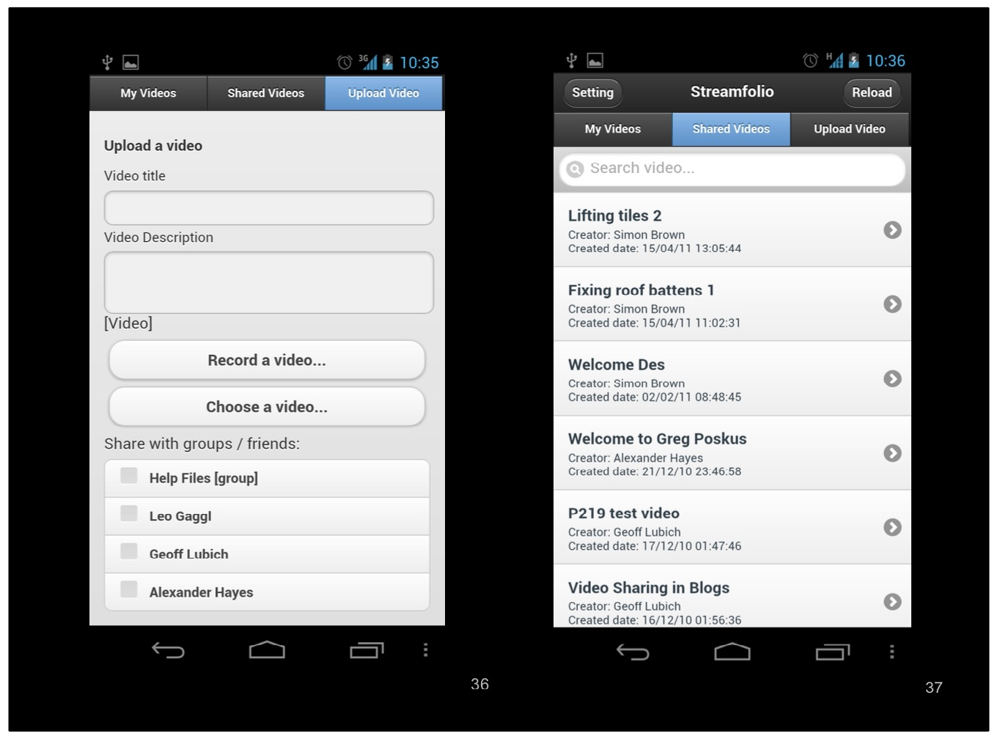 3G 10:35
My Videos Shared Videos Upload Video
Upload a video
Video title
Video Description
[Video]
Record a video...
Choose a video...
Share with groups / friends:
Help Files [group]
Leo Gaggl
Geoff Lubich
Alexander Hayes
36
H 10:36
Setting Streamfolio Reload
My Videos Shared Videos Upload Video
Search video...
Lifting tiles 2
Creator: Simon Brown
Created date: 15/04/11 13:05:44
Fixing roof battens 1
Creator: Simon Brown
Created date: 15/04/11 11:02:31
Welcome Des
Creator: Simon Brown
Created date: 02/02/11 08:48:45
Welcome to Greg Poskus
Creator: Alexander Hayes
Created date: 21/12/10 23:46:58
P219 test video
Creator: Geoff Lubich
Created date: 17/12/10 01:47:46
Video Sharing in Blogs
Creator: Geoff Lubich
Created date: 16/12/10 01:56:36
37